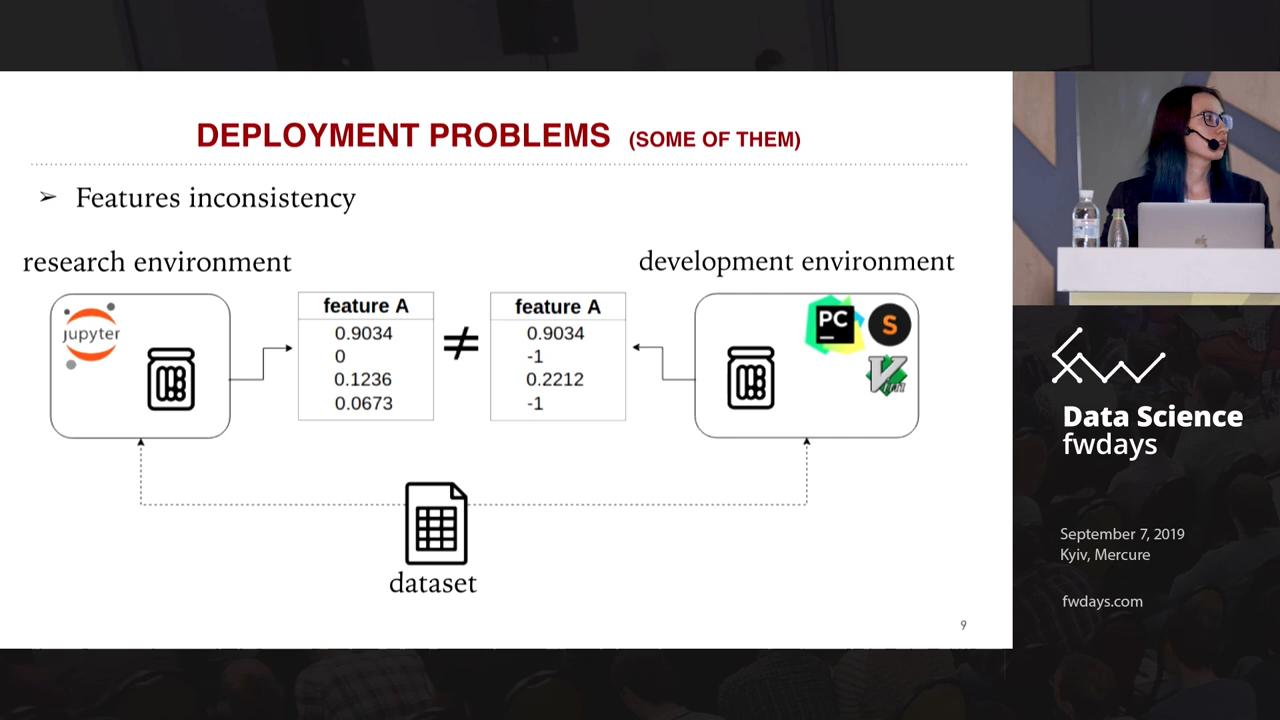 DEPLOYMENT PROBLEMS (SOME OF THEM)
➢ Features inconsistency
research environment
development environment
jupyter
feature A
0.9034
0
0.1236
0.0673
≠
feature A
0.9034
-1
0.2212
-1
PC
S
Vim
dataset
9
Data Science
fwdays
September 7, 2019
Kyiv, Mercure
fwdays.com